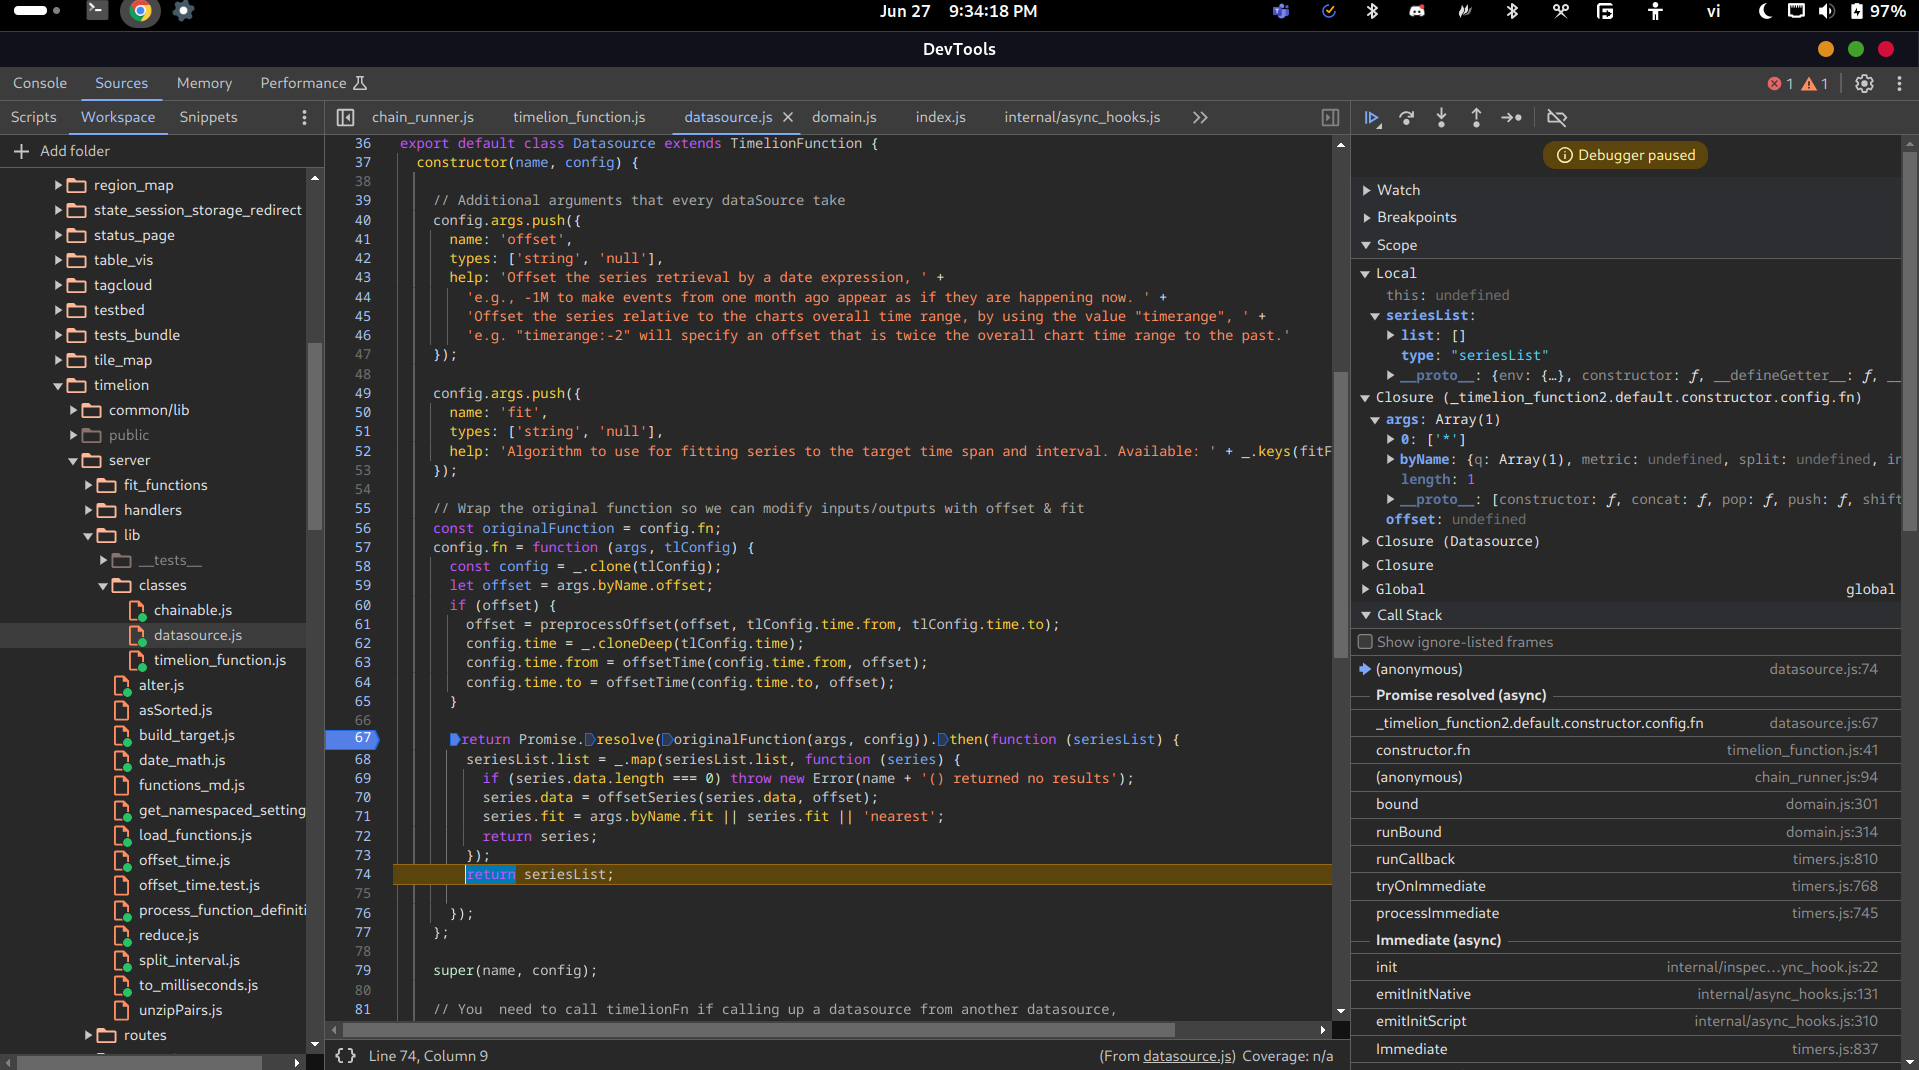 Jun 27 9:34:18 PM
vi
97%
DevTools
Console
Sources
Memory
Performance
1
1
Scripts
Workspace
Snippets
chain_runner.js
timelion_function.js
datasource.js
domain.js
index.js
internal/async_hooks.js
Add folder
region_map
state_session_storage_redirect
status_page
table_vis
tagcloud
testbed
tests_bundle
tile_map
timelion
common/lib
public
server
fit_functions
handlers
lib
__tests__
classes
chainable.js
datasource.js
timelion_function.js
alter.js
asSorted.js
build_target.js
date_math.js
functions_md.js
get_namespaced_setting
load_functions.js
offset_time.js
offset_time.test.js
process_function_definiti
reduce.js
split_interval.js
to_milliseconds.js
unzipPairs.js
routes
36 export default class Datasource extends TimelionFunction {
37 constructor(name, config) {
38
39 // Additional arguments that every dataSource take
40 config.args.push({
41 name: 'offset',
42 types: ['string', 'null'],
43 help: 'Offset the series retrieval by a date expression, ' +
44 'e.g., -1M to make events from one month ago appear as if they are happening now. ' +
45 'Offset the series relative to the charts overall time range, by using the value "timerange", ' +
46 'e.g. "timerange:-2" will specify an offset that is twice the overall chart time range to the past.'
47 });
48
49 config.args.push({
50 name: 'fit',
51 types: ['string', 'null'],
52 help: 'Algorithm to use for fitting series to the target time span and interval. Available: ' + _.keys(fitF
53 });
54
55 // Wrap the original function so we can modify inputs/outputs with offset & fit
56 const originalFunction = config.fn;
57 config.fn = function (args, tlConfig) {
58 const config = _.clone(tlConfig);
59 let offset = args.byName.offset;
60 if (offset) {
61 offset = preprocessOffset(offset, tlConfig.time.from, tlConfig.time.to);
62 config.time = _.cloneDeep(tlConfig.time);
63 config.time.from = offsetTime(config.time.from, offset);
64 config.time.to = offsetTime(config.time.to, offset);
65 }
66
67 return Promise.resolve(originalFunction(args, config)).then(function (seriesList) {
68 seriesList.list = _.map(seriesList.list, function (series) {
69 if (series.data.length === 0) throw new Error(name + '() returned no results');
70 series.data = offsetSeries(series.data, offset);
71 series.fit = args.byName.fit || series.fit || 'nearest';
72 return series;
73 });
74 return seriesList;
75
76 });
77 };
78
79 super(name, config);
80
81 // You  need to call timelionFn if calling up a datasource from another datasource,
{} Line 74, Column 9
(From datasource.js) Coverage: n/a
Debugger paused
Watch
Breakpoints
Scope
Local
this: undefined
seriesList:
list: []
type: "seriesList"
__proto__: {env: {…}, constructor: ƒ, __defineGetter__: ƒ, __
Closure (_timelion_function2.default.constructor.config.fn)
args: Array(1)
0: ['*']
byName: {q: Array(1), metric: undefined, split: undefined, in
length: 1
__proto__: [constructor: ƒ, concat: ƒ, pop: ƒ, push: ƒ, shift
offset: undefined
Closure (Datasource)
Closure
Global global
Call Stack
Show ignore-listed frames
(anonymous) datasource.js:74
Promise resolved (async)
_timelion_function2.default.constructor.config.fn datasource.js:67
constructor.fn timelion_function.js:41
(anonymous) chain_runner.js:94
bound domain.js:301
runBound domain.js:314
runCallback timers.js:810
tryOnImmediate timers.js:768
processImmediate timers.js:745
Immediate (async)
init internal/inspec…ync_hook.js:22
emitInitNative internal/async_hooks.js:131
emitInitScript internal/async_hooks.js:310
Immediate timers.js:837